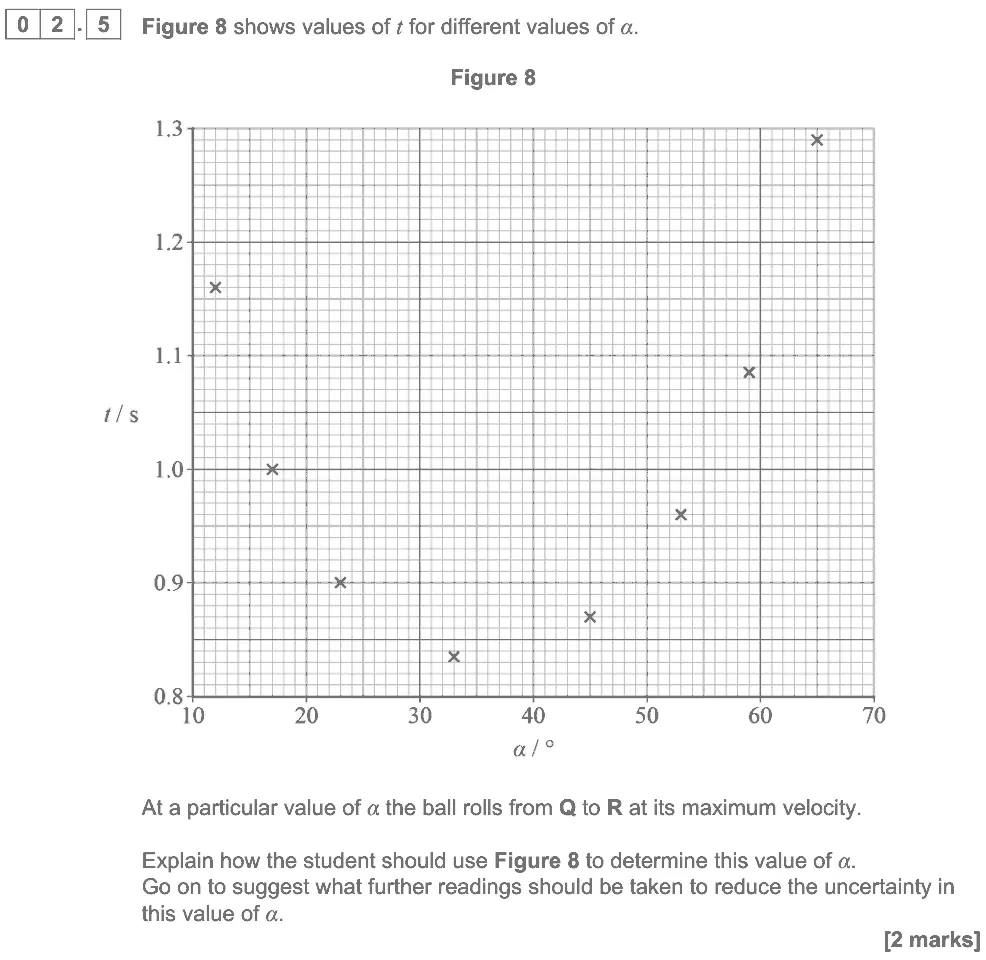 0 2 . 5 Figure 8 shows values of t for different values of α.
Figure 8
1.3
1.2
1.1
t / s
1.0
0.9
0.8
10 20 30 40 50 60 70
α / °
At a particular value of α the ball rolls from Q to R at its maximum velocity.
Explain how the student should use Figure 8 to determine this value of α.
Go on to suggest what further readings should be taken to reduce the uncertainty in
this value of α.
[2 marks]